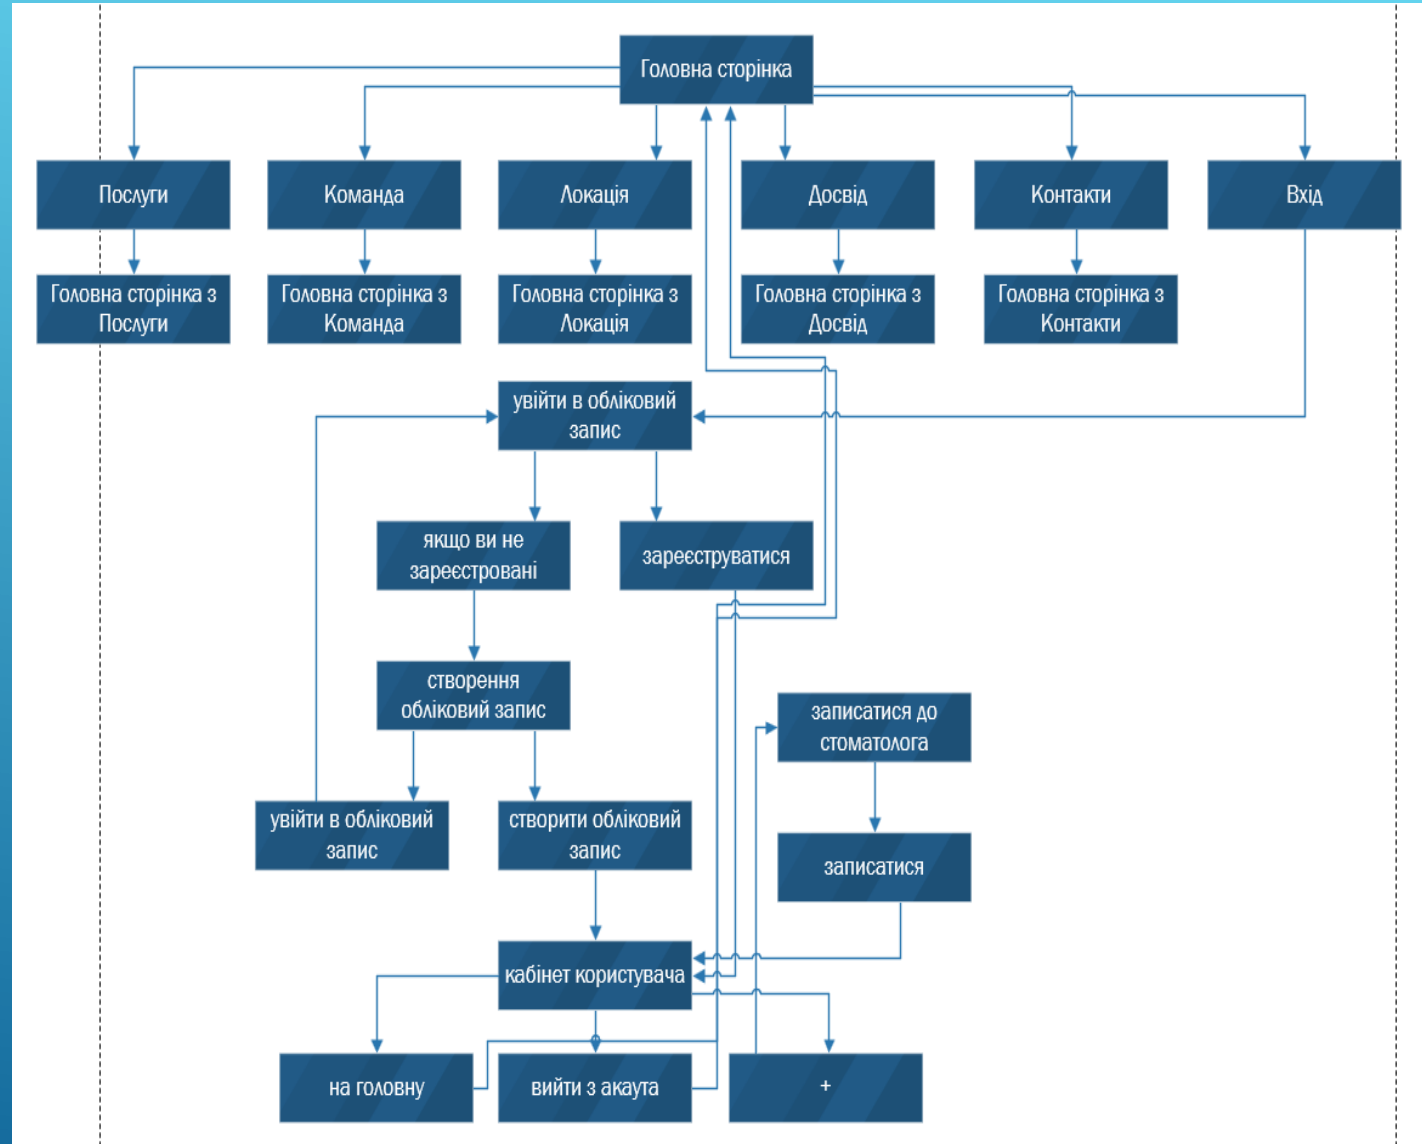 Головна сторінка
Послуги
Команда
Локація
Досвід
Контакти
Вхід
Головна сторінка з
Послуги
Головна сторінка з
Команда
Головна сторінка з
Локація
Головна сторінка з
Досвід
Головна сторінка з
Контакти
увійти в обліковий
запис
якщо ви не
зареєстровані
зареєструватися
створення
обліковий запис
записатися до
стоматолога
увійти в обліковий
запис
створити обліковий
запис
записатися
кабінет користувача
на головну
вийти з акаута
+